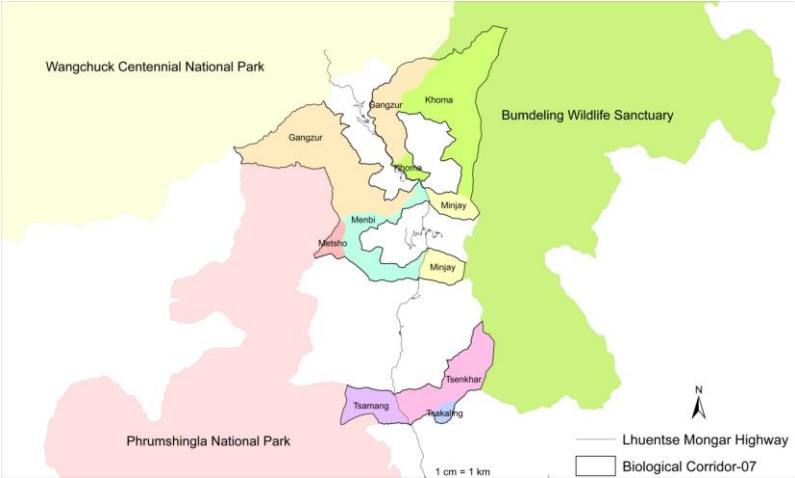 Wangchuck Centennial National Park
Gangzur
Khoma
Bumdeling Wildlife Sanctuary
Gangzur
Khoma
Minjay
Menbi
Metsho
Minjay
Tsenkhar
Tsamang
Tsakaling
N
Phrumshingla National Park
Lhuentse Mongar Highway
1 cm = 1 km
Biological Corridor-07